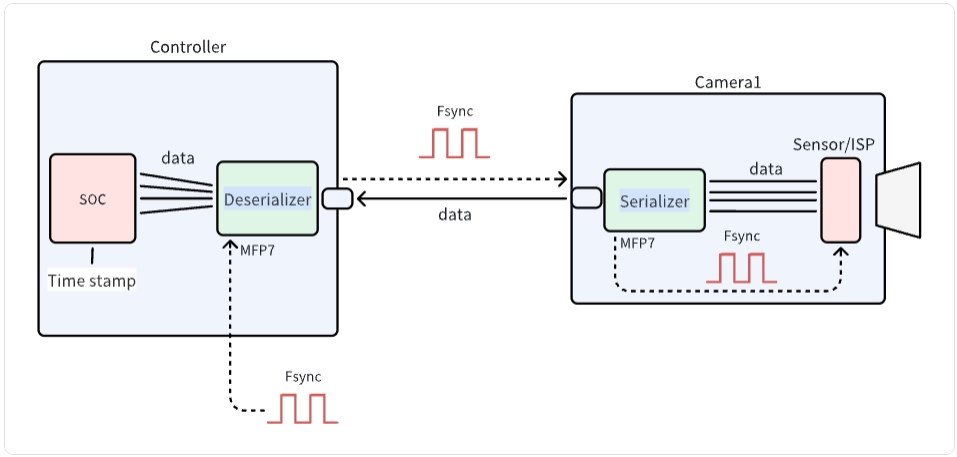 Controller
Fsync
Camera1
Sensor/ISP
data
data
soc
Deserializer
Serializer
data
MFP7
MFP7
Fsync
Time stamp
Fsync